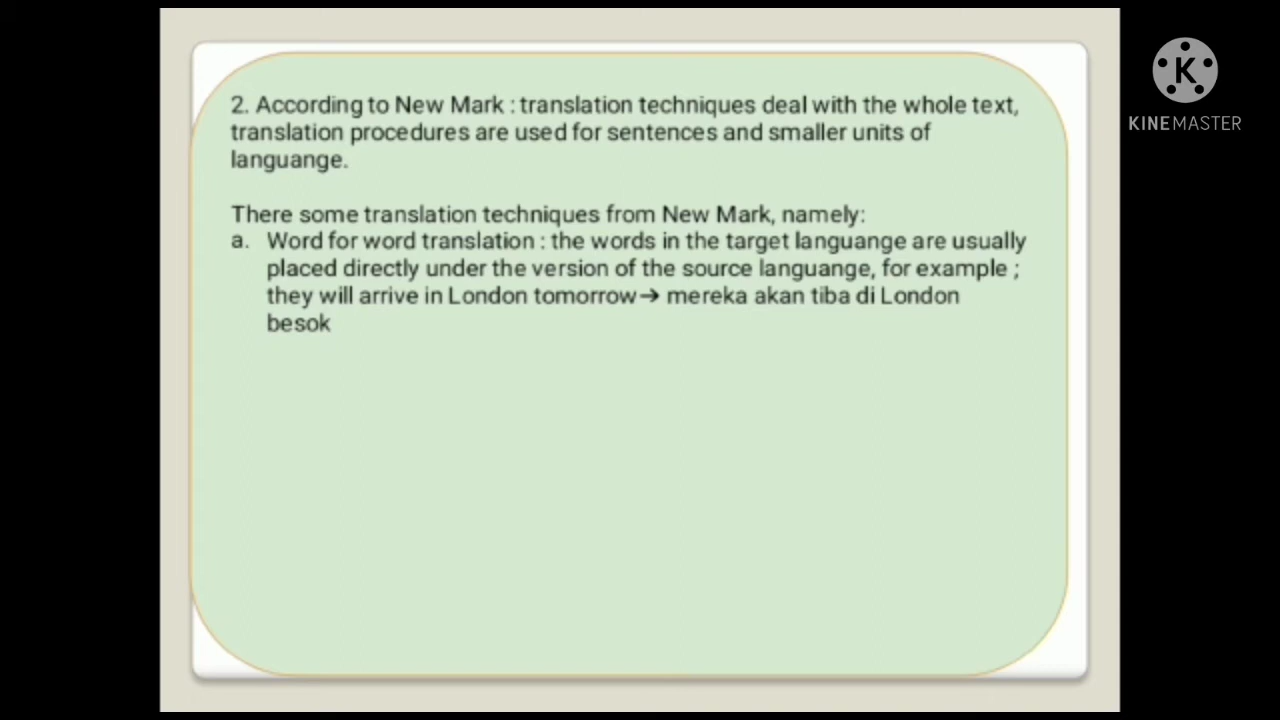 2. According to New Mark : translation techniques deal with the whole text,
translation procedures are used for sentences and smaller units of
languange.
There some translation techniques from New Mark, namely:
a. Word for word translation : the words in the target languange are usually
placed directly under the version of the source languange, for example ;
they will arrive in London tomorrow→ mereka akan tiba di London
besok
K
KINEMASTER